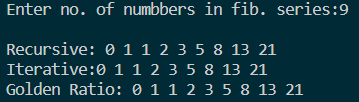 Enter no. of numbbers in fib. series:9
Recursive: 0 1 1 2 3 5 8 13 21
Iterative:0 1 1 2 3 5 8 13 21
Golden Ratio: 0 1 1 2 3 5 8 13 21